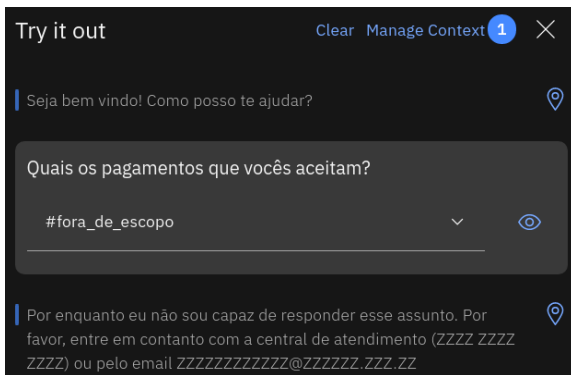 Try it out Clear Manage Context 1
Seja bem vindo! Como posso te ajudar?
Quais os pagamentos que vocês aceitam?
#fora_de_escopo
Por enquanto eu não sou capaz de responder esse assunto. Por
favor, entre em contanto com a central de atendimento (ZZZZ ZZZZ
ZZZZ) ou pelo email ZZZZZZZZZZZZ@ZZZZZZ.ZZZ.ZZ